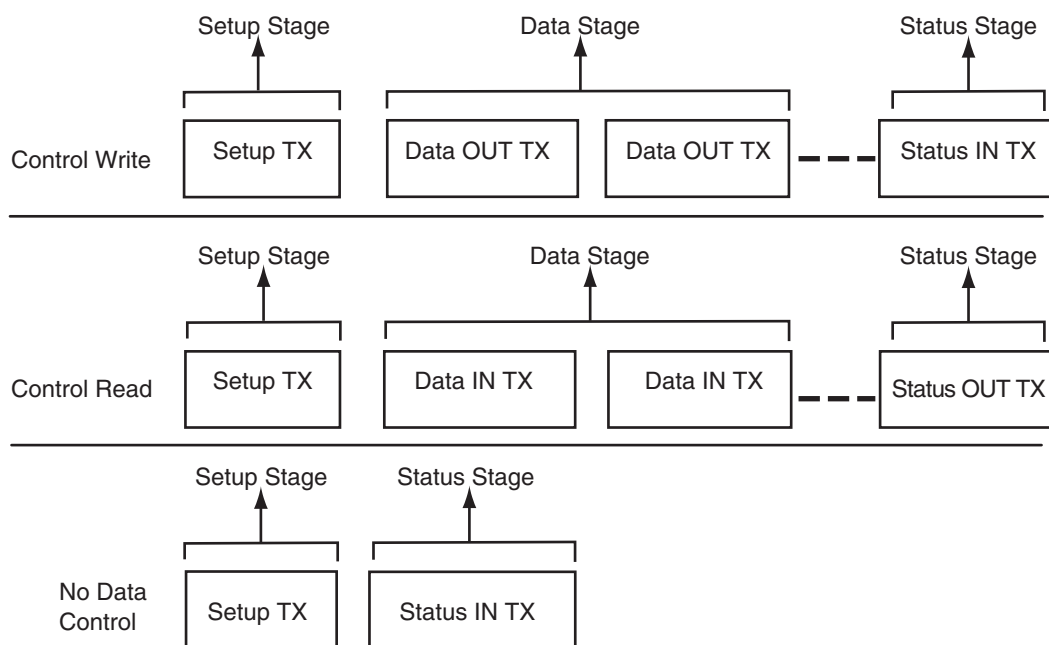 Setup Stage Data Stage Status Stage
Control Write Setup TX Data OUT TX Data OUT TX Status IN TX
Setup Stage Data Stage Status Stage
Control Read Setup TX Data IN TX Data IN TX Status OUT TX
Setup Stage Status Stage
No Data
Control Setup TX Status IN TX